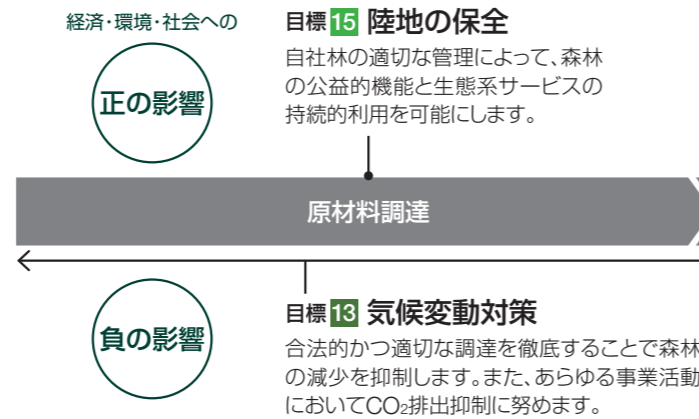 経済・環境・社会への
正の影響
目標 15 陸地の保全
自社林の適切な管理によって、森林
の公益的機能と生態系サービスの
持続的利用を可能にします。
原材料調達
負の影響
目標 13 気候変動対策
合法的かつ適切な調達を徹底することで森林
の減少を抑制します。また、あらゆる事業活動
においてCO₂排出抑制に努めます。